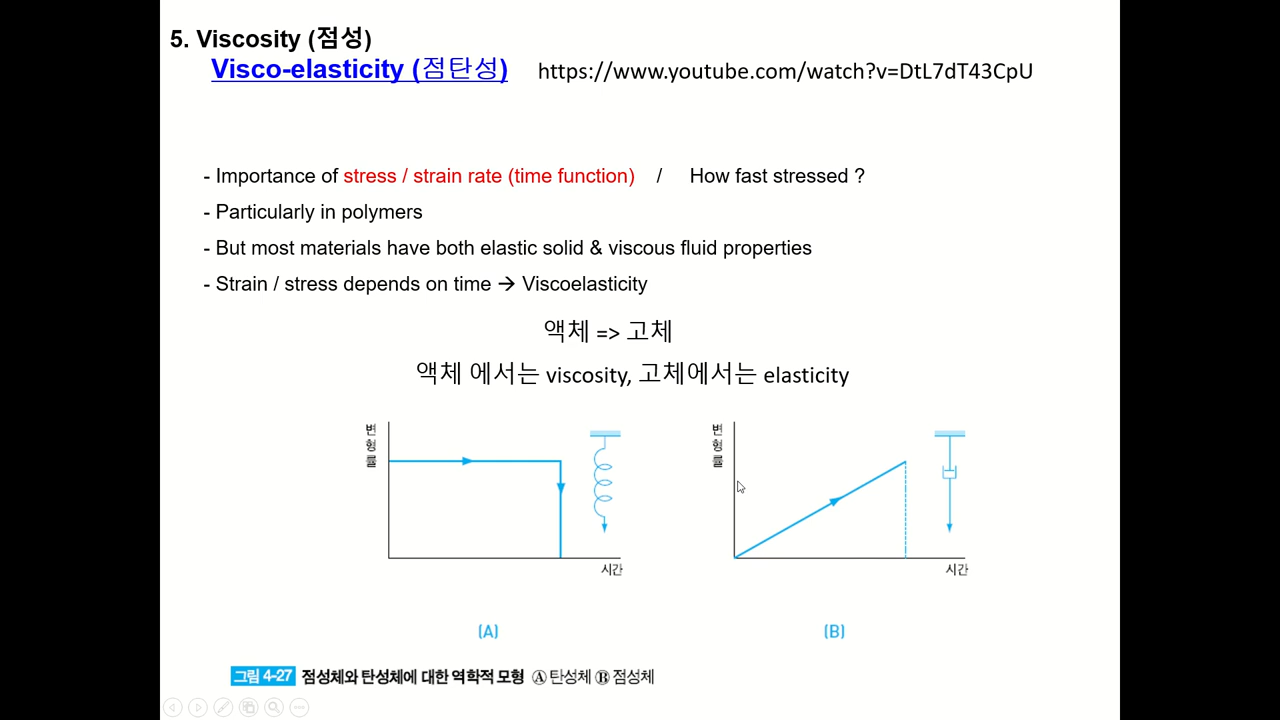 5. Viscosity (점성)
Visco-elasticity (점탄성) https://www.youtube.com/watch?v=DtL7dT43CpU
- Importance of stress / strain rate (time function) / How fast stressed ?
- Particularly in polymers
- But most materials have both elastic solid & viscous fluid properties
- Strain / stress depends on time → Viscoelasticity
액체 => 고체
액체 에서는 viscosity, 고체에서는 elasticity
변형률
시간
(A)
변형률
시간
(B)
그림 4-27 점성체와 탄성체에 대한 역학적 모형 Ⓐ 탄성체 Ⓑ 점성체